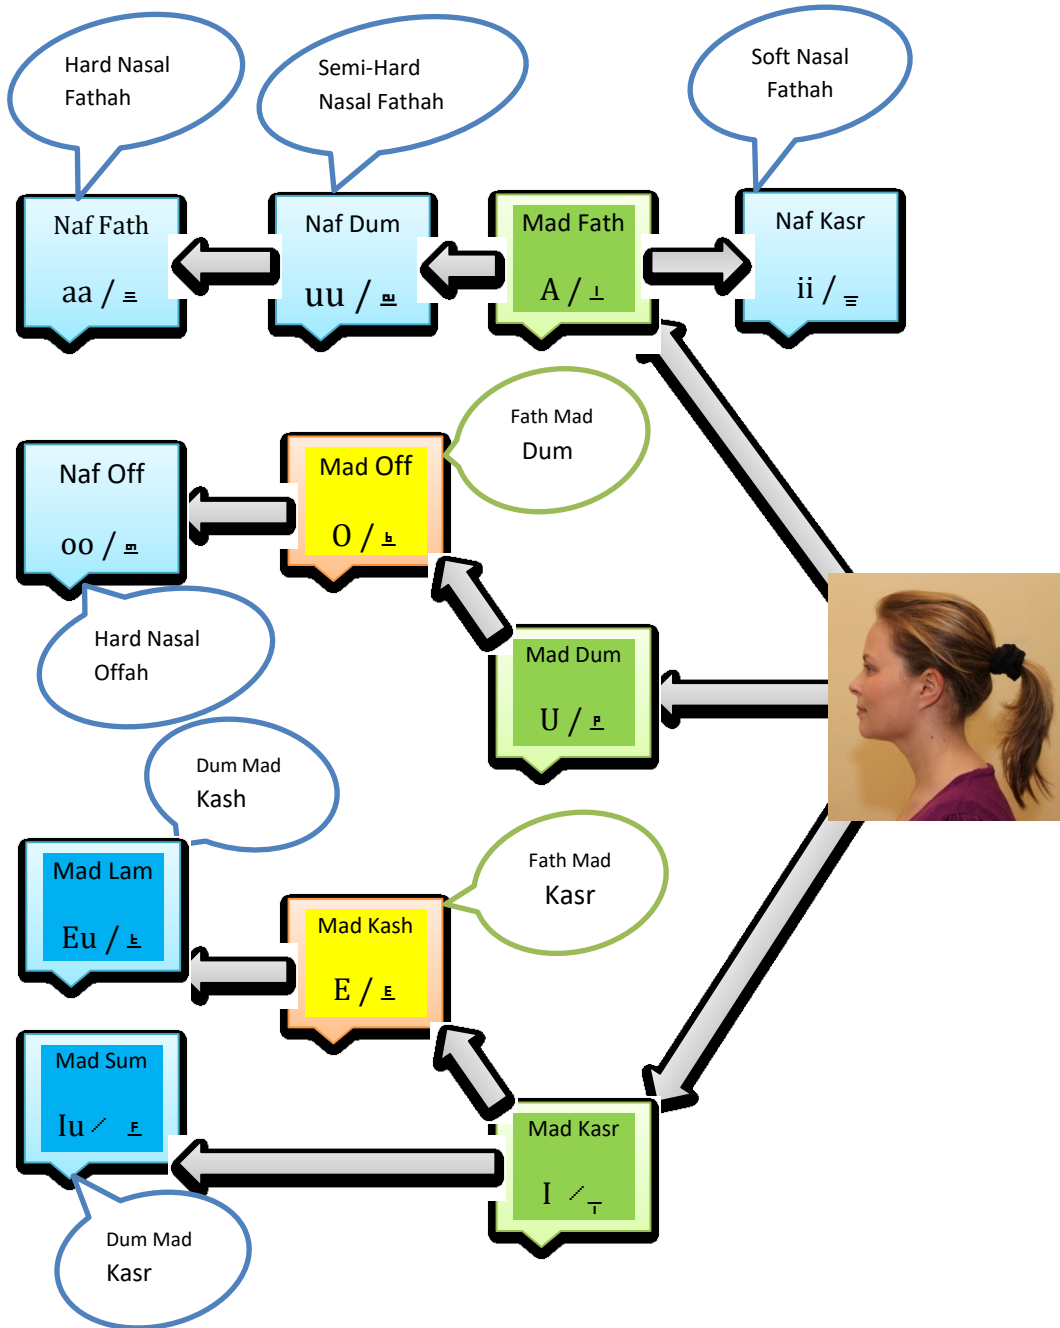 Hard Nasal
Fathah
Semi-Hard
Nasal Fathah
Soft Nasal
Fathah
Naf Fath
aa /
Naf Dum
uu /
Mad Fath
A /
Naf Kasr
ii /
Fath Mad
Dum
Naf Off
oo /
Mad Off
O /
Hard Nasal
Offah
Mad Dum
U /
Dum Mad
Kash
Mad Lam
Eu /
Fath Mad
Kasr
Mad Kash
E / E
Mad Sum
Iu /
Mad Kasr
I /
Dum Mad
Kasr